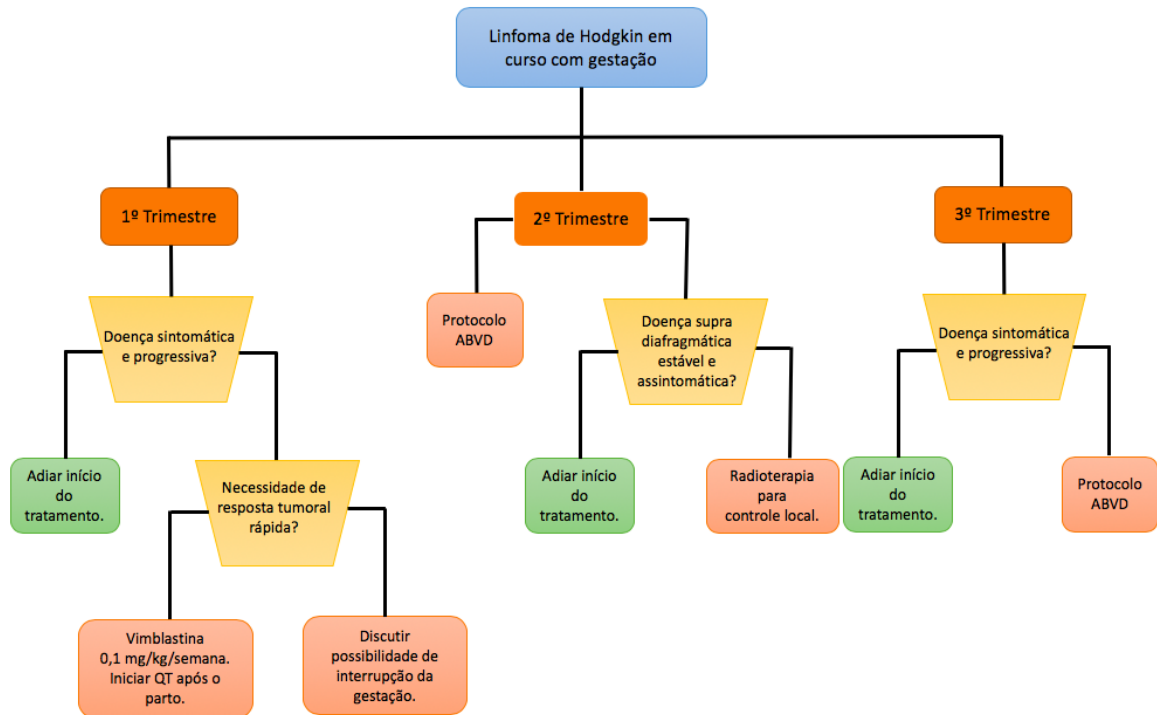 Linfoma de Hodgkin em
curso com gestação
1º Trimestre
2º Trimestre
3º Trimestre
Doença sintomática
e progressiva?
Protocolo
ABVD
Doença supra
diafragmática
estável e
assintomática?
Doença sintomática
e progressiva?
Adiar início
do
tratamento.
Necessidade de
resposta tumoral
rápida?
Adiar início
do
tratamento.
Radioterapia
para
controle local.
Adiar início
do
tratamento.
Protocolo
ABVD
Vimblastina
0,1 mg/kg/semana.
Iniciar QT após o
parto.
Discutir
possibilidade de
interrupção da
gestação.